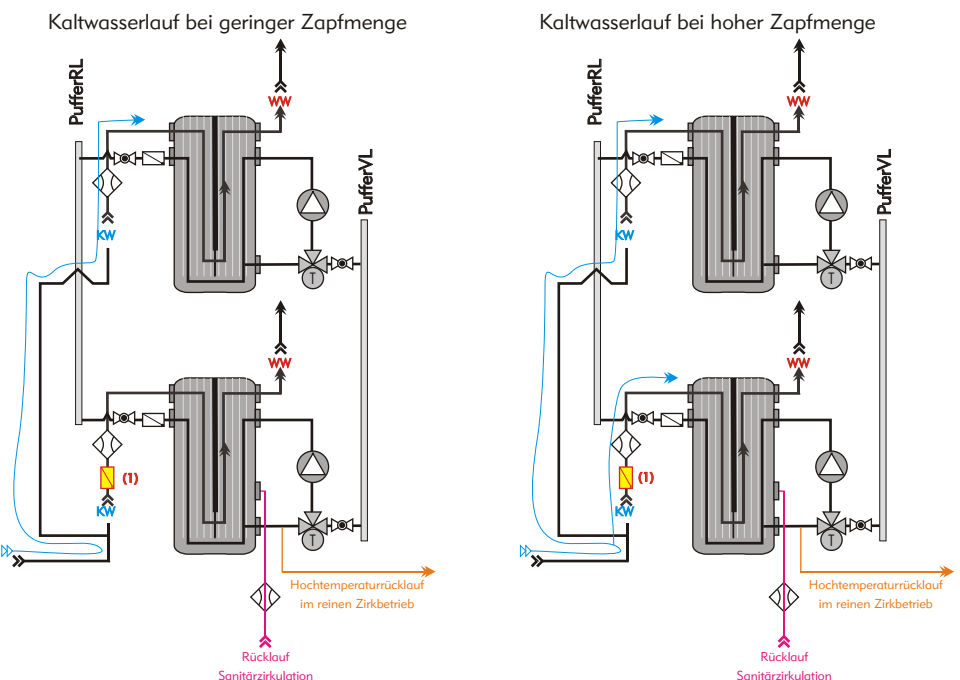 Kaltwasserlauf bei geringer Zapfmenge
Kaltwasserlauf bei hoher Zapfmenge
PufferRL
WW
PufferVL
KW
T
WW
(1)
KW
T
Hochtemperaturrücklauf
im reinen Zirkbetrieb
Rücklauf
Sanitärzirkulation
PufferRL
WW
PufferVL
KW
T
WW
(1)
KW
T
Hochtemperaturrücklauf
im reinen Zirkbetrieb
Rücklauf
Sanitärzirkulation